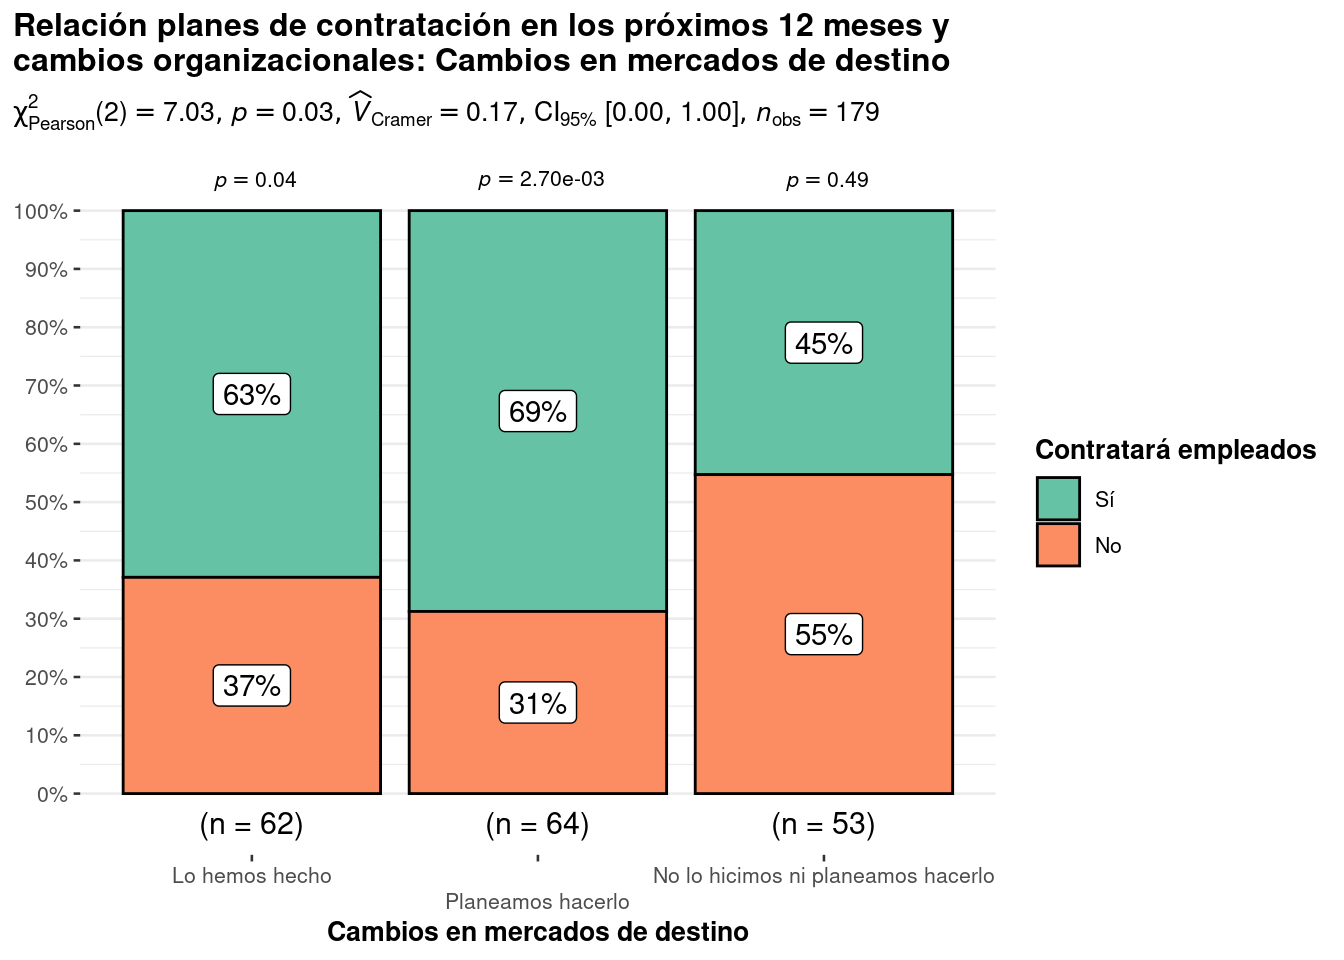 Relación planes de contratación en los próximos 12 meses y
cambios organizacionales: Cambios en mercados de destino
χ²Pearson(2) = 7.03, p = 0.03, V̂Cramer = 0.17, CI95% [0.00, 1.00], nobs = 179
p = 0.04 p = 2.70e-03 p = 0.49
100%
90%
80%
70%
60%
50%
40%
30%
20%
10%
0%
63% 69% 45%
37% 31% 55%
Contratará empleados
Sí
No
(n = 62) (n = 64) (n = 53)
Lo hemos hecho No lo hicimos ni planeamos hacerlo
Planeamos hacerlo
Cambios en mercados de destino